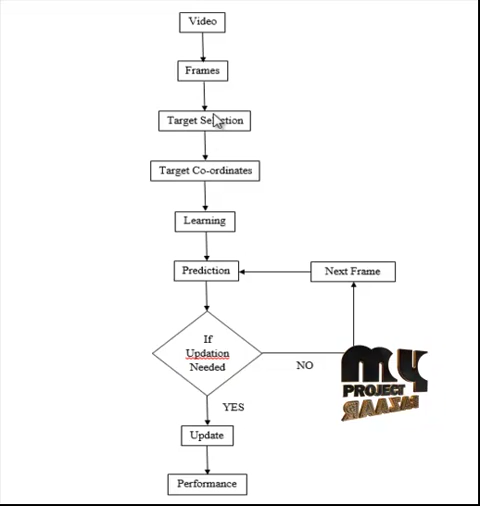 Video
Frames
Target Selection
Target Co-ordinates
Learning
Prediction
Next Frame
If
Updation
Needed
NO
YES
Update
Performance
my
PROJECT
BAZAAR